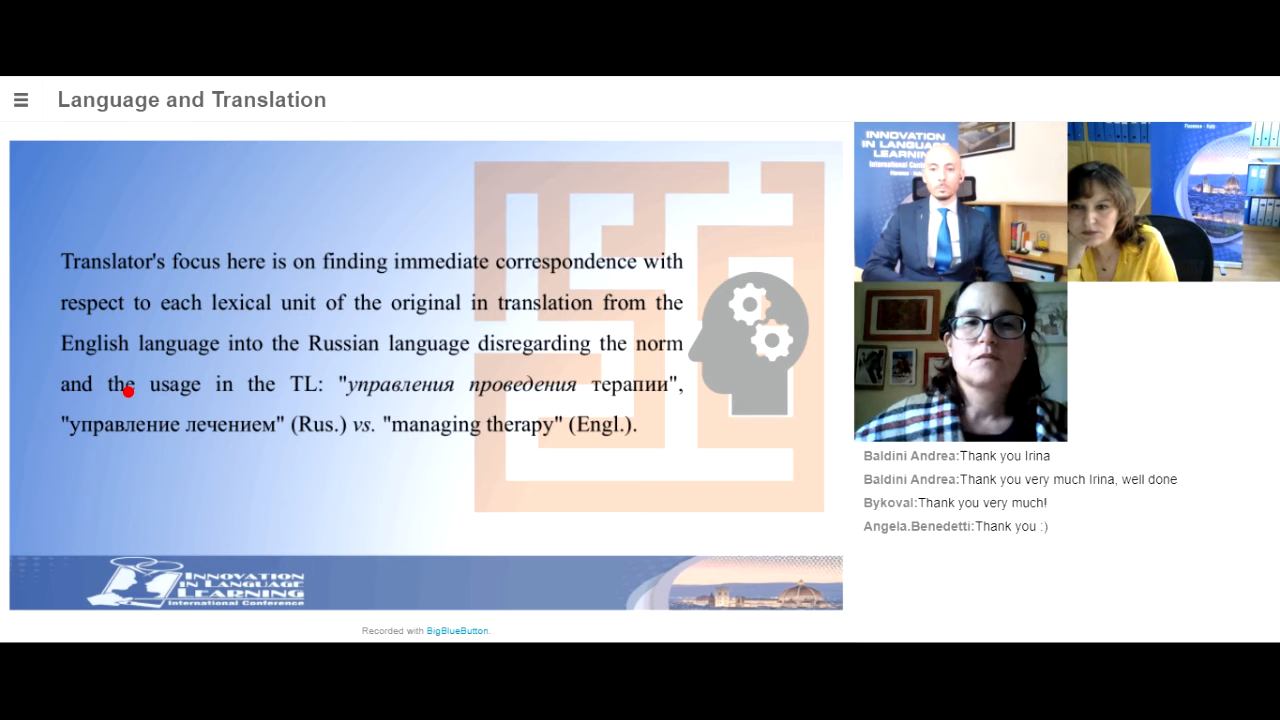 Language and Translation
Translator's focus here is on finding immediate correspondence with
respect to each lexical unit of the original in translation from the
English language into the Russian language disregarding the norm
and the usage in the TL: "управления проведения терапии",
"управление лечением" (Rus.) vs. "managing therapy" (Engl.).
INNOVATION
IN LANGUAGE
LEARNING
International Conference
Recorded with BigBlueButton.
INNOVATION
IN LANGUAGE
LEARNING
International
Florence - Italy
Baldini Andrea:Thank you Irina
Baldini Andrea:Thank you very much Irina, well done
Bykoval:Thank you very much!
Angela.Benedetti:Thank you :)